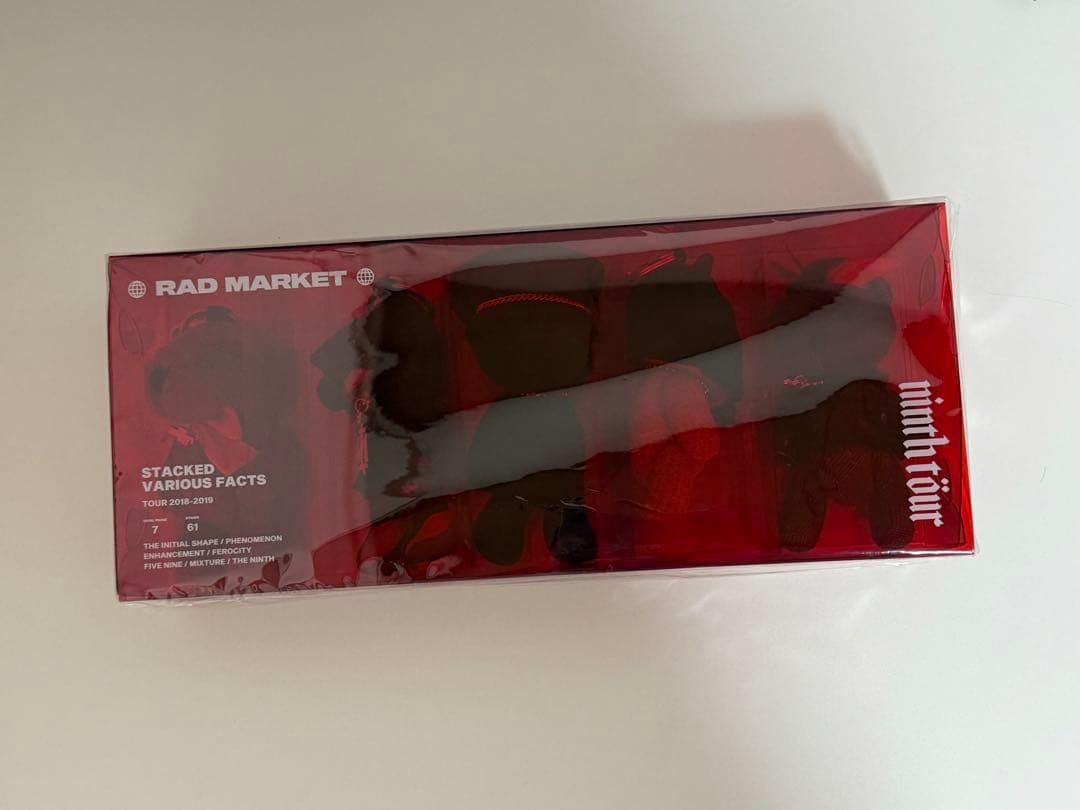 RAD MARKET
STACKED
VARIOUS FACTS
TOUR 2018-2019
7 61
THE INITIAL SHAPE / PHENOMENON
ENHANCEMENT / FEROCITY
FIVE NINE / MIXTURE / THE NINTH
ninth töur